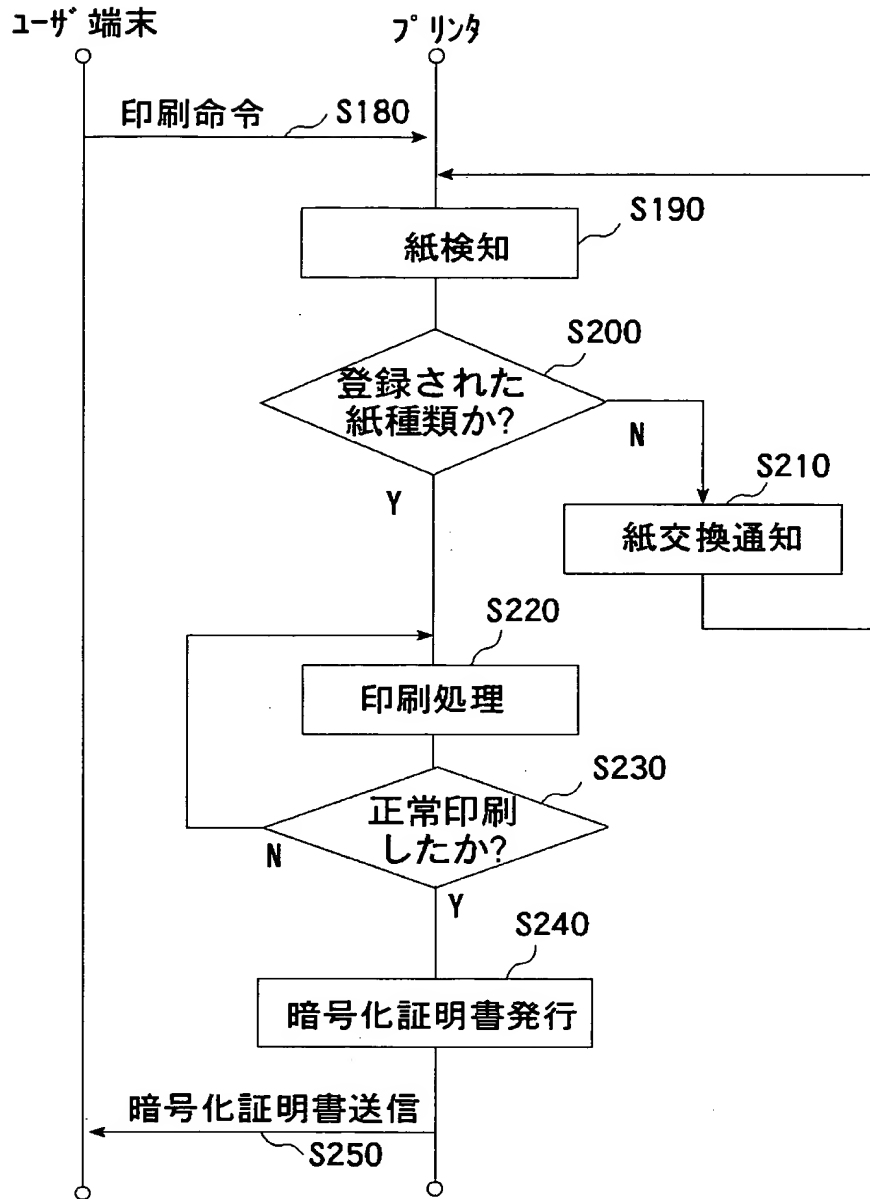 ﾕｰｻﾞ端末
ﾌﾟﾘﾝﾀ
印刷命令
S180
S190
紙検知
S200
登録された
紙種類か?
N
Y
S210
紙交換通知
S220
印刷処理
S230
正常印刷
したか?
N
Y
S240
暗号化証明書発行
暗号化証明書送信
S250